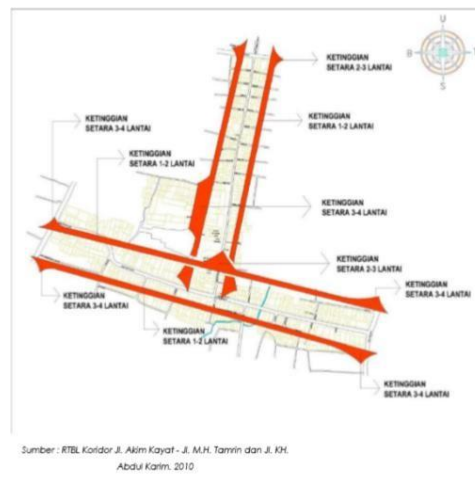 U
B
S
KETINGGIAN
SETARA 2-3 LANTAI
KETINGGIAN
SETARA 3-4 LANTAI
KETINGGIAN
SETARA 1-2 LANTAI
KETINGGIAN
SETARA 1-2 LANTAI
KETINGGIAN
SETARA 3-4 LANTAI
KETINGGIAN
SETARA 2-3 LANTAI
KETINGGIAN
SETARA 3-4 LANTAI
KETINGGIAN
SETARA 3-4 LANTAI
KETINGGIAN
SETARA 1-2 LANTAI
KETINGGIAN
SETARA 3-4 LANTAI
Sumber : RTBL Koridor Jl. Akim Kayat - Jl. M.H. Tamrin dan Jl. KH.
Abdul Karim. 2010